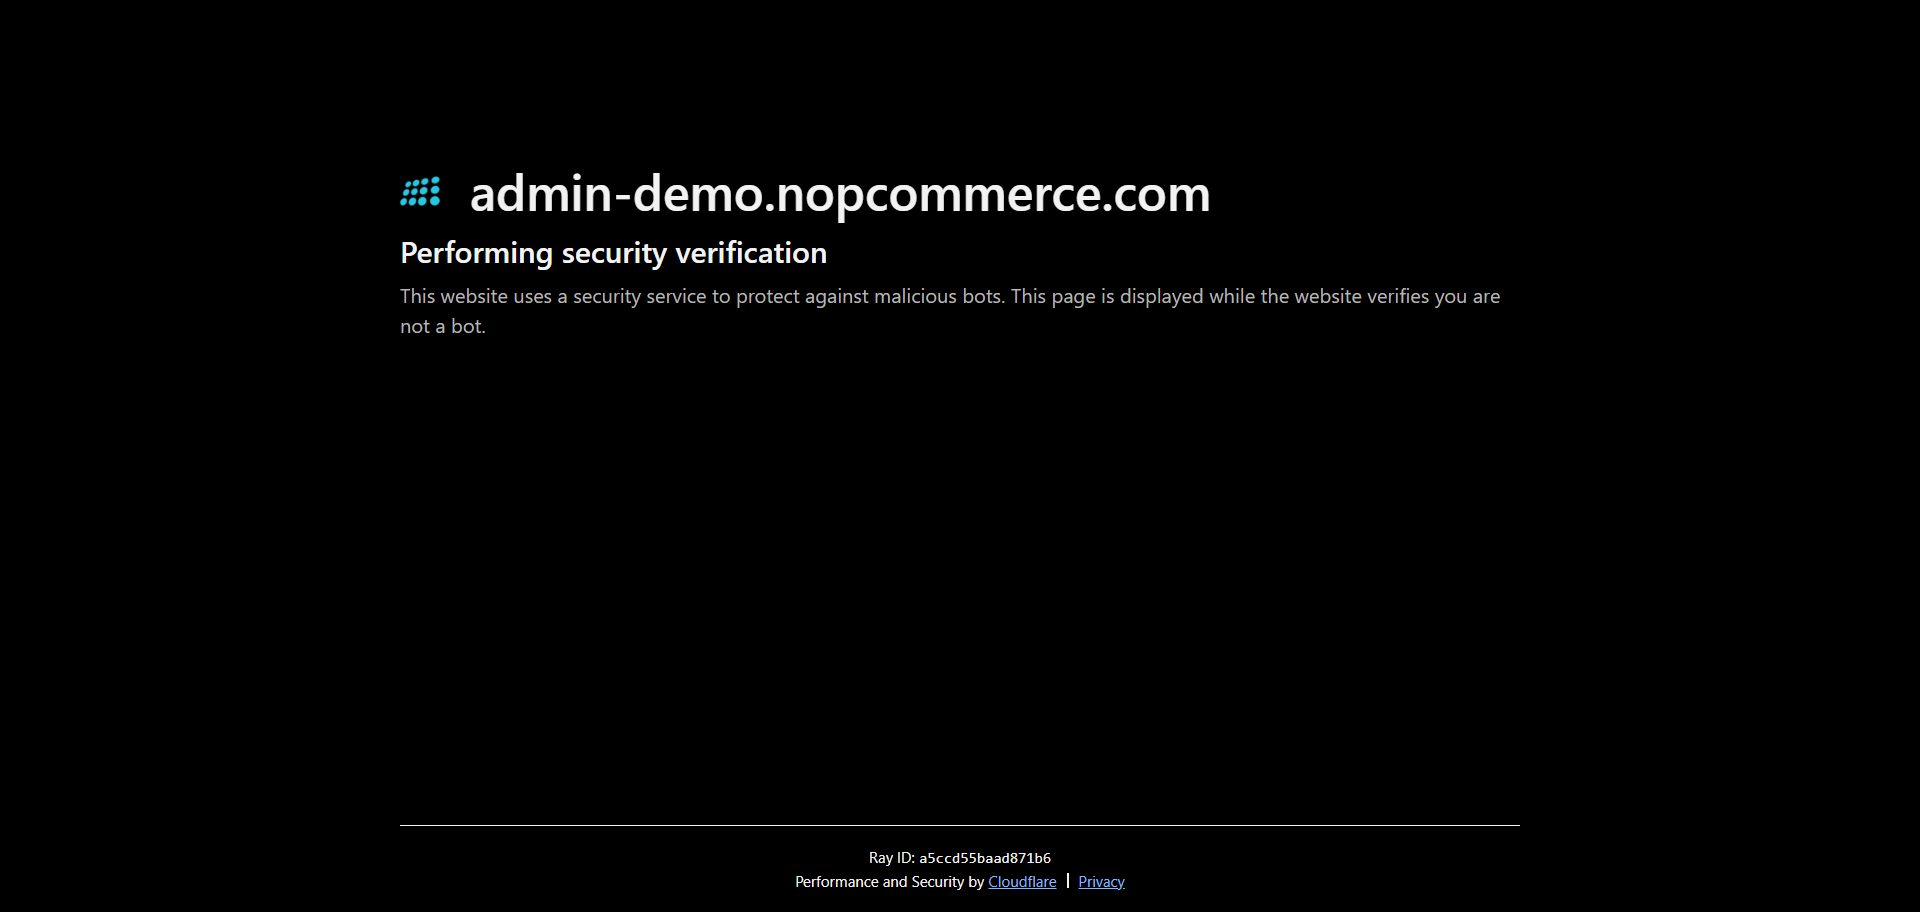 admin-demo.nopcommerce.com
Performing security verification
This website uses a security service to protect against malicious bots. This page is displayed while the website verifies you are
not a bot.
Ray ID: a5ccd55baad871b6
Performance and Security by Cloudflare | Privacy